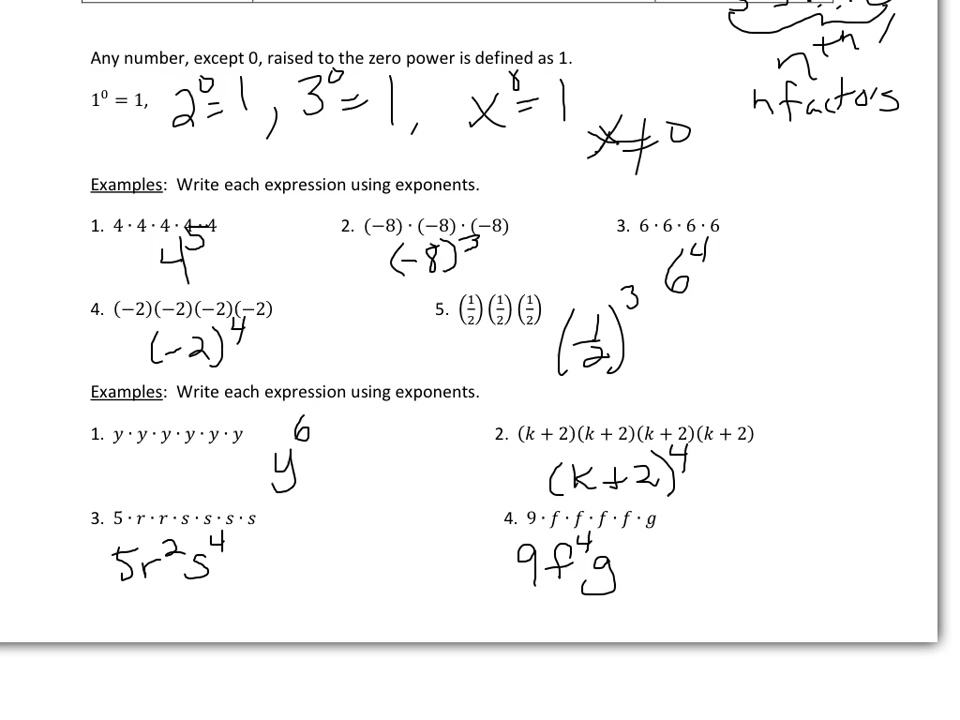 nᵗʰ
n factors
Any number, except 0, raised to the zero power is defined as 1.
1⁰ = 1, 2⁰ = 1, 3⁰ = 1, x⁰ = 1
x ≠ 0
Examples: Write each expression using exponents.
1. 4 · 4 · 4 · 4 · 4 2. (−8) · (−8) · (−8) 3. 6 · 6 · 6 · 6
4⁵ (−8)³ 6⁴
4. (−2)(−2)(−2)(−2) 5. (1/2)(1/2)(1/2) (1/2)³
(−2)⁴
Examples: Write each expression using exponents.
1. y · y · y · y · y · y 2. (k + 2)(k + 2)(k + 2)(k + 2)
y⁶ (k+2)⁴
3. 5 · r · r · s · s · s · s 4. 9 · f · f · f · f · g
5r²s⁴ 9f⁴g